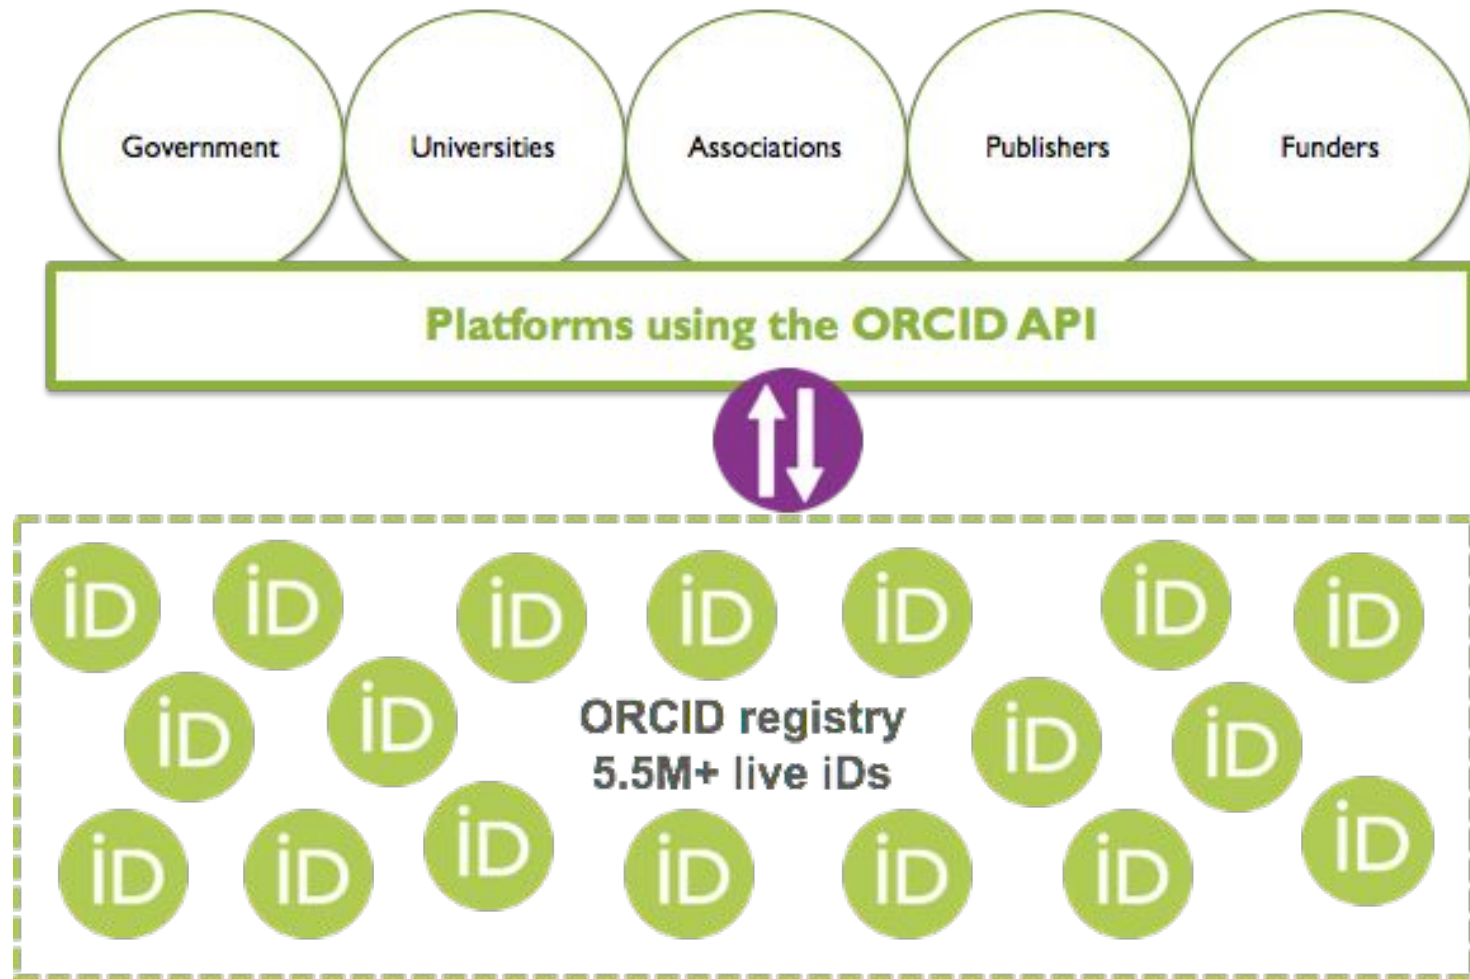 Government Universities Associations Publishers Funders
Platforms using the ORCID API
iD iD iD iD iD iD iD
iD iD iD iD
ORCID registry
5.5M+ live iDs
iD iD iD iD iD iD iD